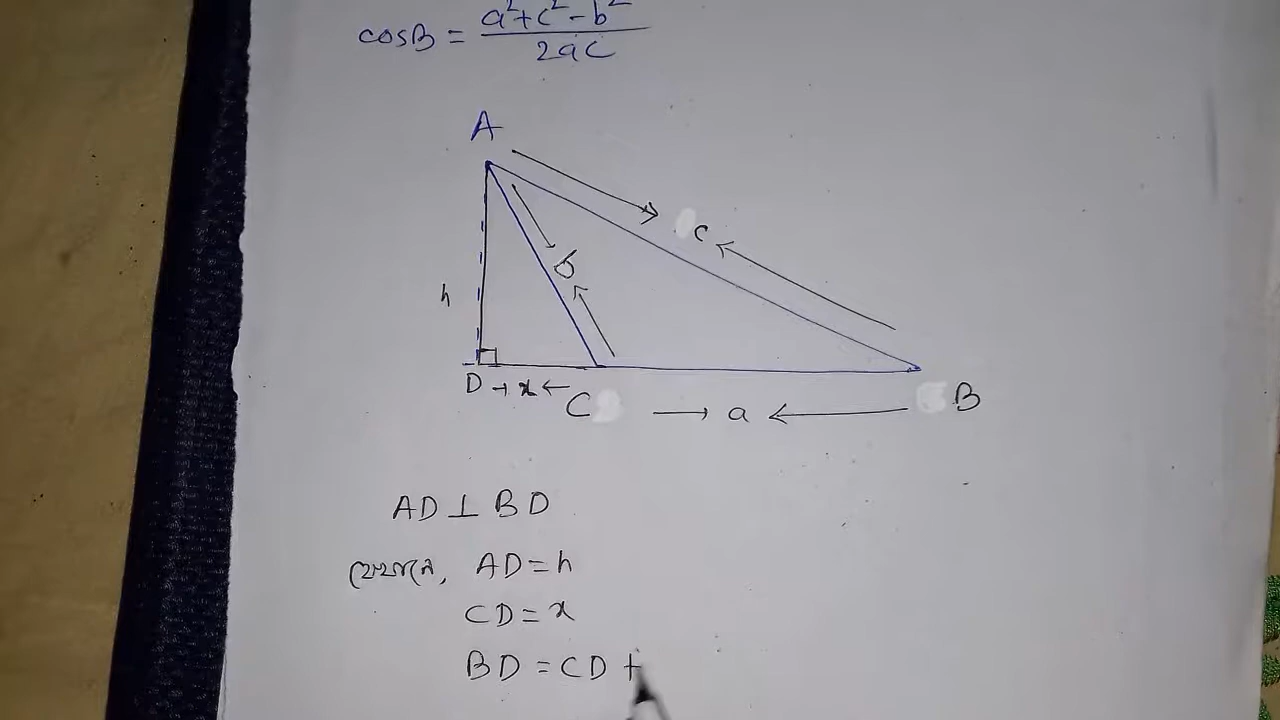 cosB = a²+c²-b² / 2ac
A
c
b
h
D → x ←
C → a ← B
AD ⊥ BD
যেখানে, AD = h
CD = x
BD = CD +